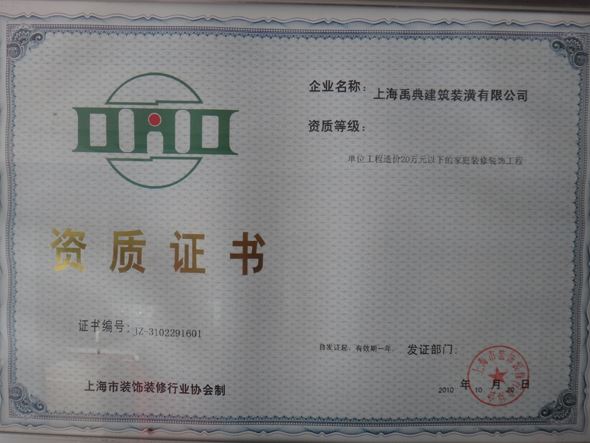 企业名称：上海禹典建筑装潢有限公司
资质等级：
单位工程造价20万元以下的家庭装修装饰工程
资质证书
证书编号：JZ-3102291601
自发证起，有效期一年。 发证部门：
2010 年 10 月 20 日
上海市装饰装修行业协会制